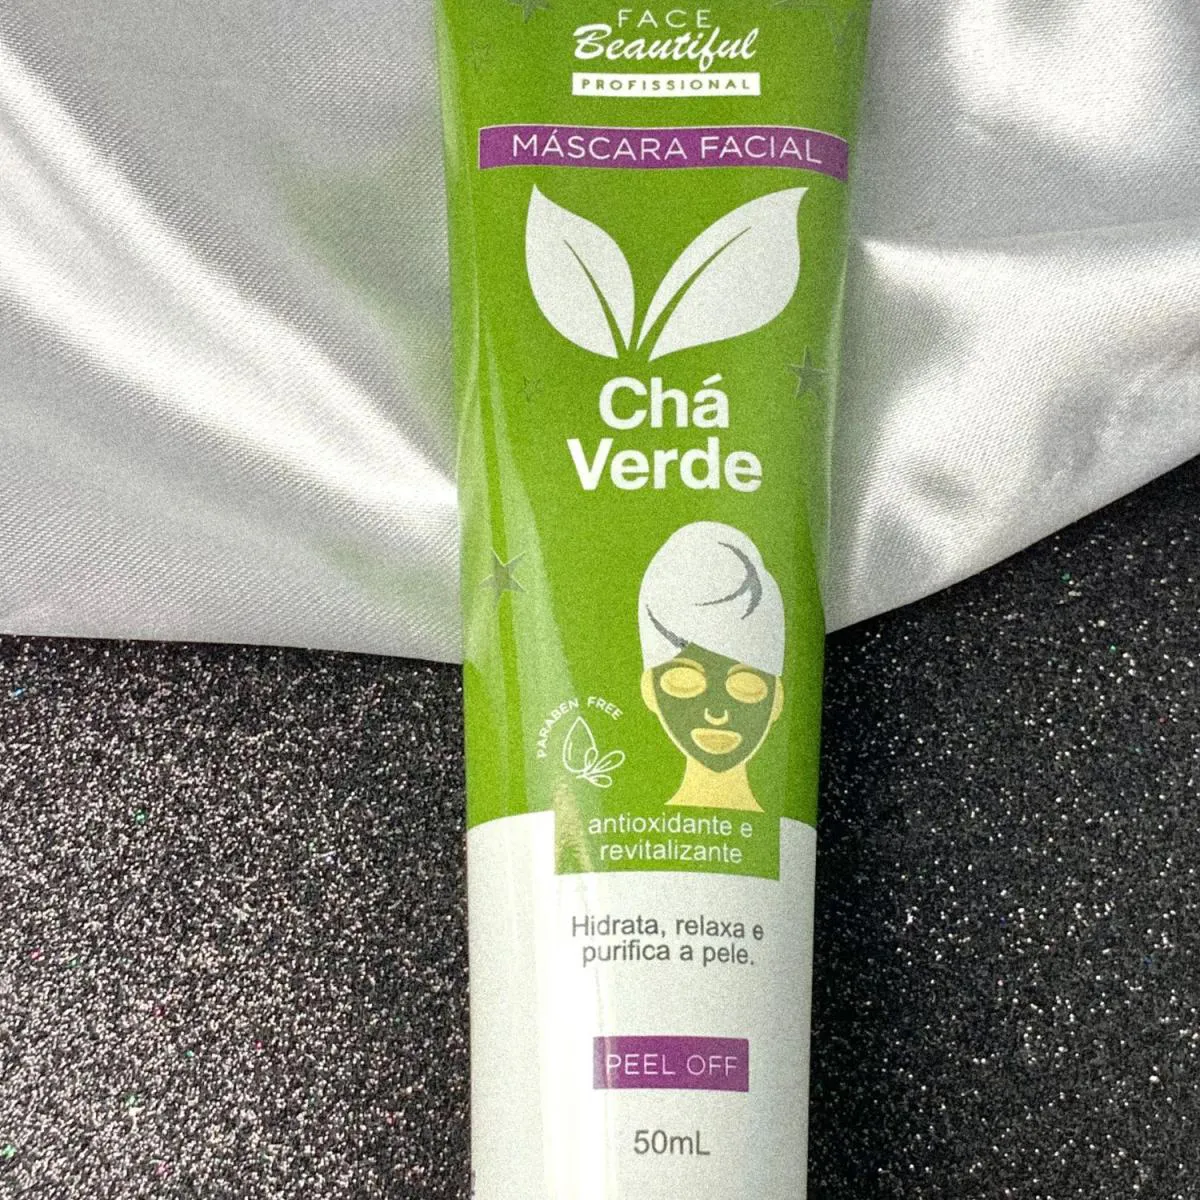 FACE
Beautiful
PROFISSIONAL
MÁSCARA FACIAL
Chá
Verde
PARABEN FREE
antioxidante e
revitalizante
Hidrata, relaxa e
purifica a pele.
PEEL OFF
50mL